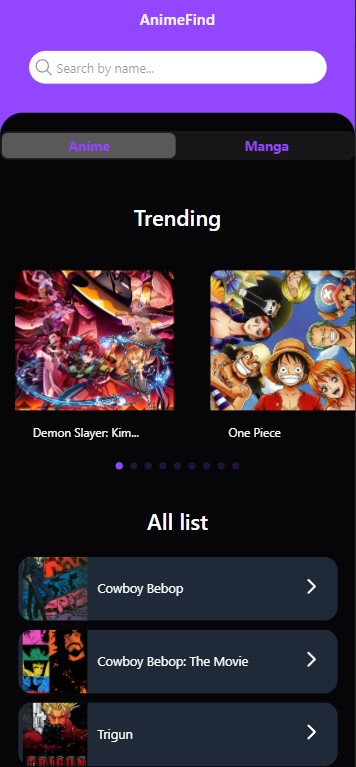 AnimeFind
Search by name...
Anime
Manga
Trending
Demon Slayer: Kim...
One Piece
All list
Cowboy Bebop
Cowboy Bebop: The Movie
Trigun